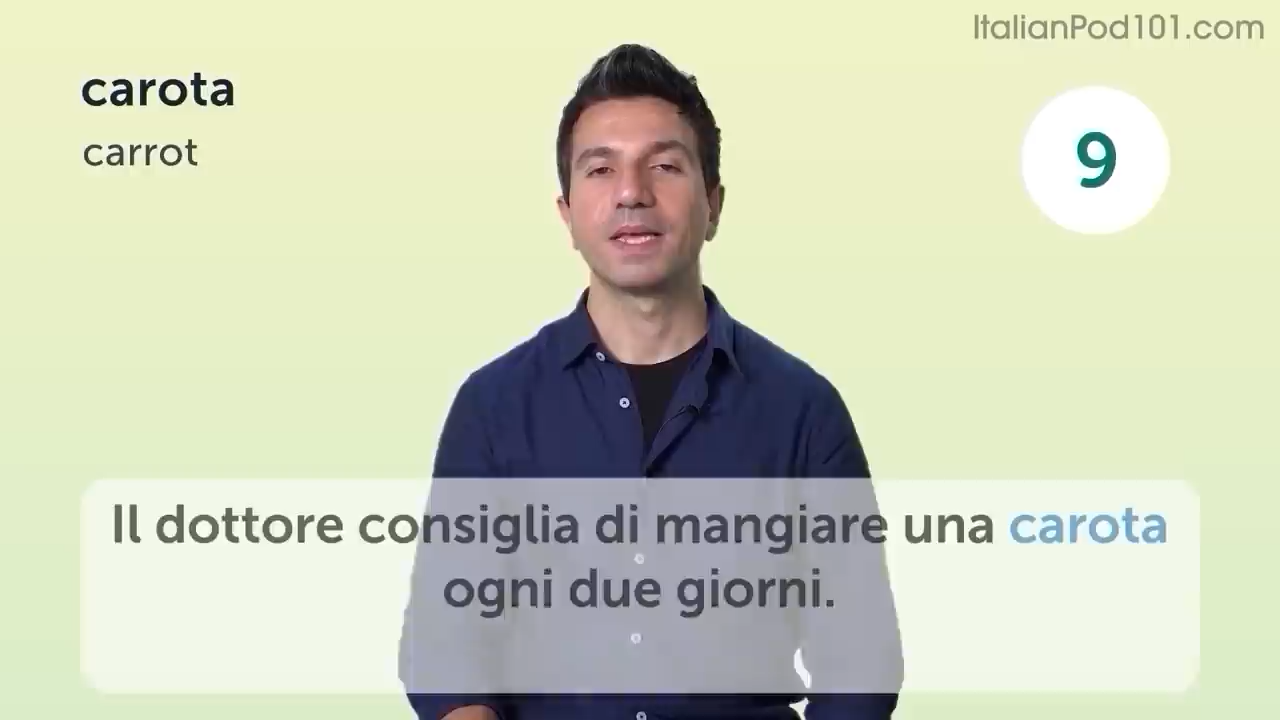 ItalianPod101.com
carota
carrot
9
Il dottore consiglia di mangiare una carota
ogni due giorni.